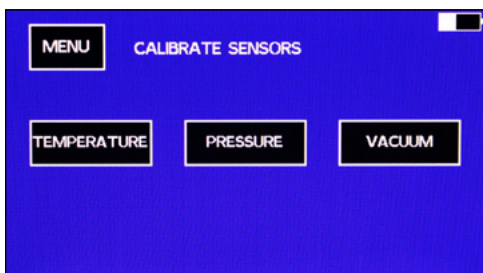 MENU
CALIBRATE SENSORS
TEMPERATURE
PRESSURE
VACUUM